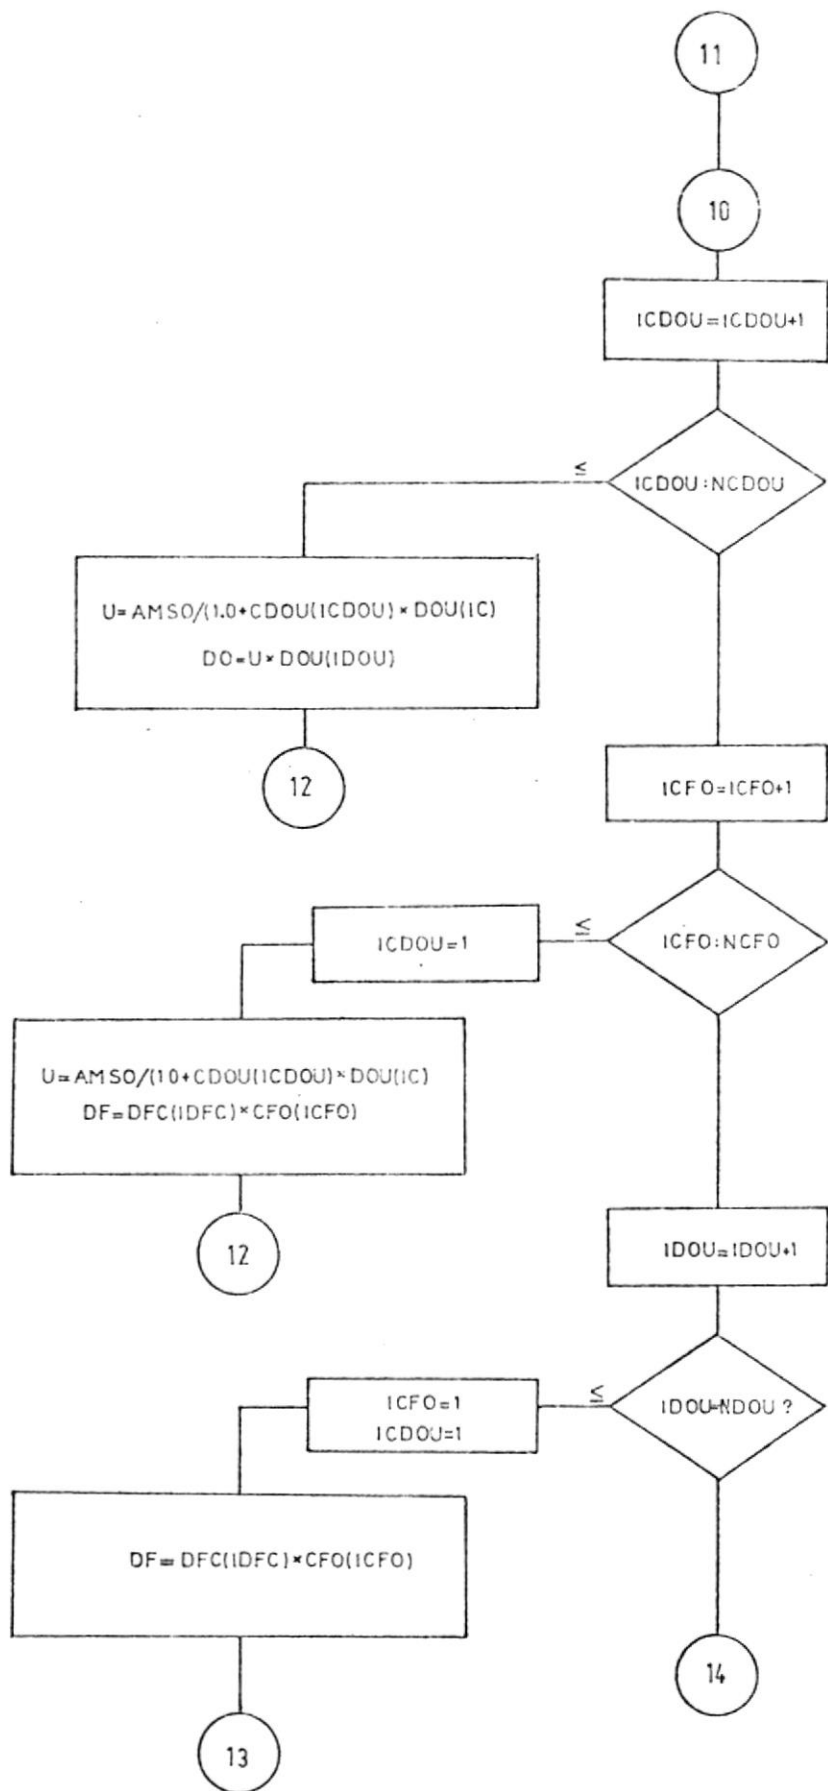 11
10
ICDOU=ICDOU+1
≤
ICDOU:NCDOU
U=AMSO/(1.0+CDOU(ICDOU)×DOU(IC)
DO=U×DOU(IDOU)
12
ICFO=ICFO+1
≤
ICFO:NCFO
ICDOU=1
U=AMSO/(10+CDOU(ICDOU)×DOU(IC)
DF=DFC(IDFC)×CFO(ICFO)
12
IDOU=IDOU+1
≤
IDOU=NDOU?
ICFO=1
ICDOU=1
DF=DFC(IDFC)×CFO(ICFO)
14
13